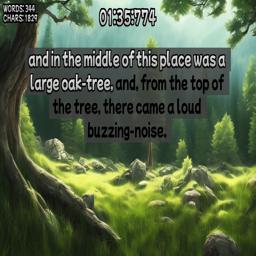 WORDS:344
CHARS:1829
01:35:774
and in the middle of this place was a
large oak-tree, and, from the top of
the tree, there came a loud
buzzing-noise.